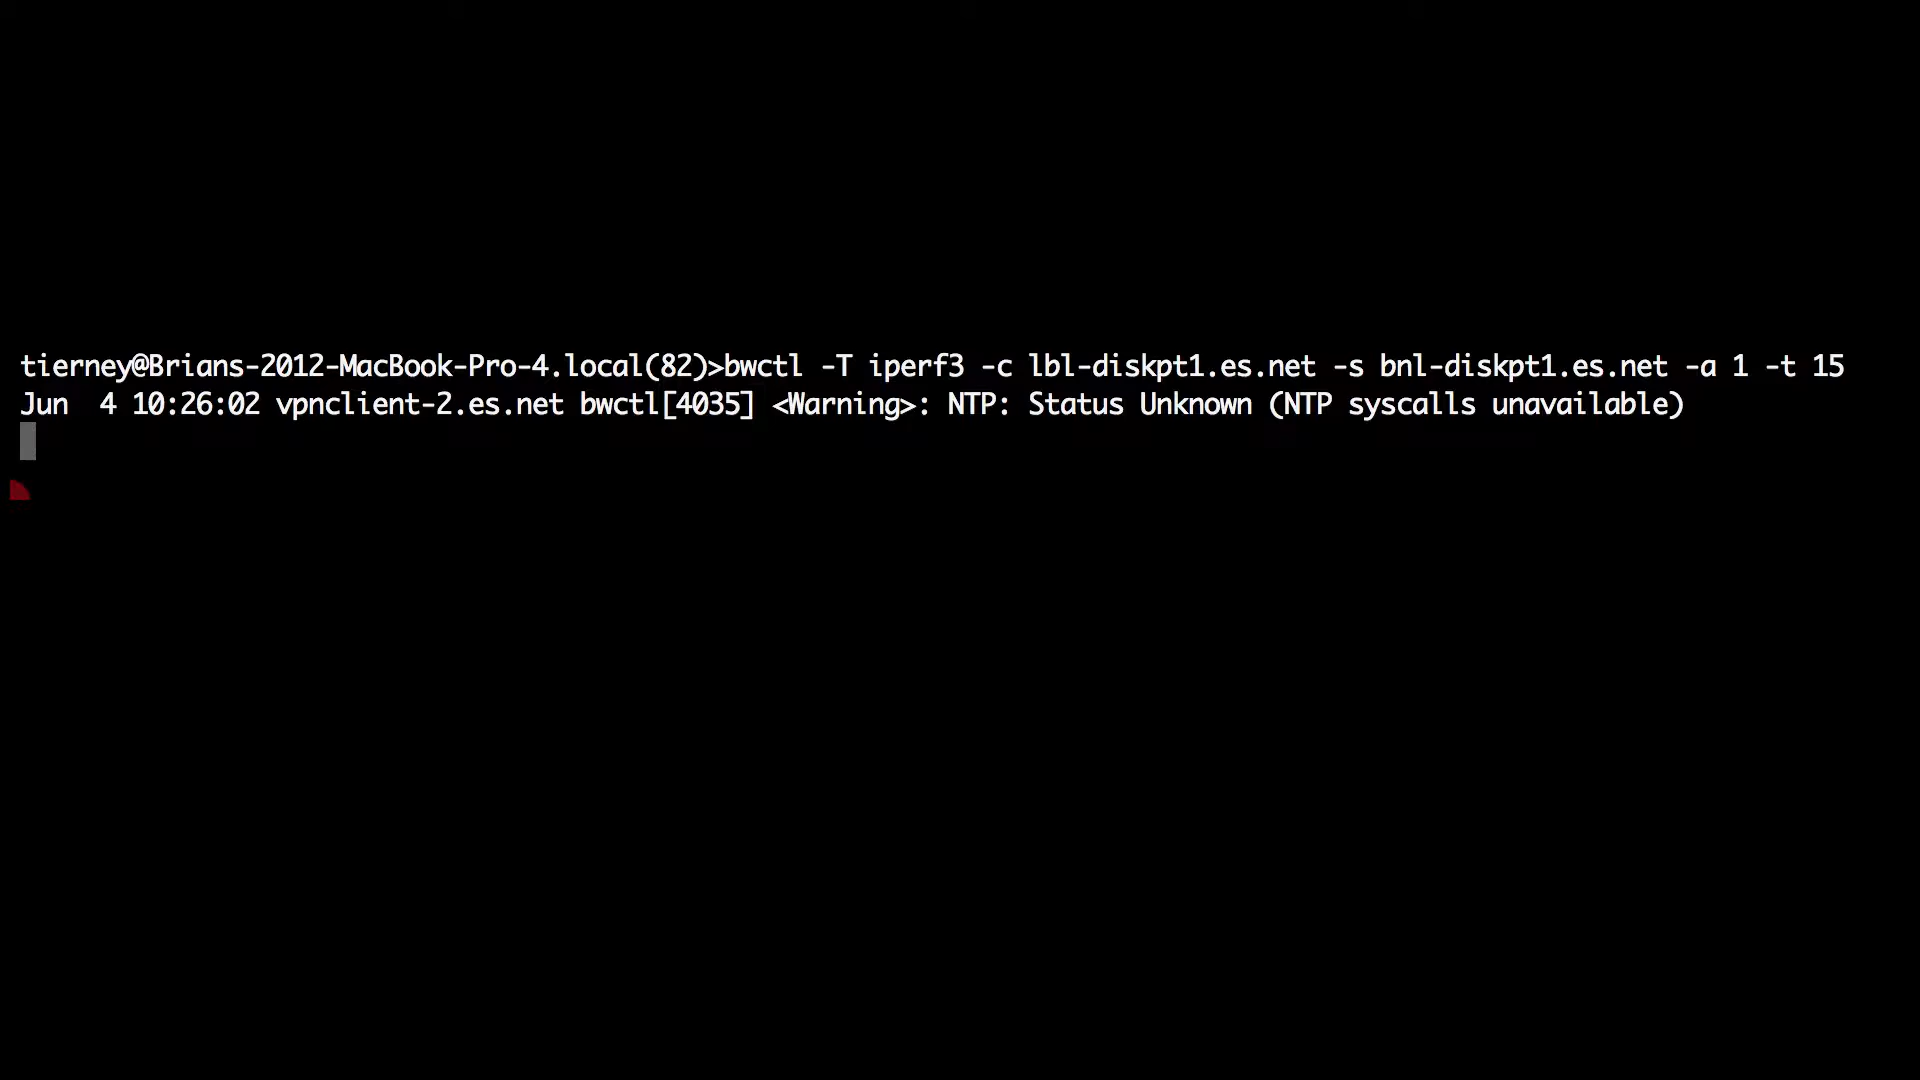 tierney@Brians-2012-MacBook-Pro-4.local(82)>bwctl -T iperf3 -c lbl-diskpt1.es.net -s bnl-diskpt1.es.net -a 1 -t 15
Jun  4 10:26:02 vpnclient-2.es.net bwctl[4035] <Warning>: NTP: Status Unknown (NTP syscalls unavailable)